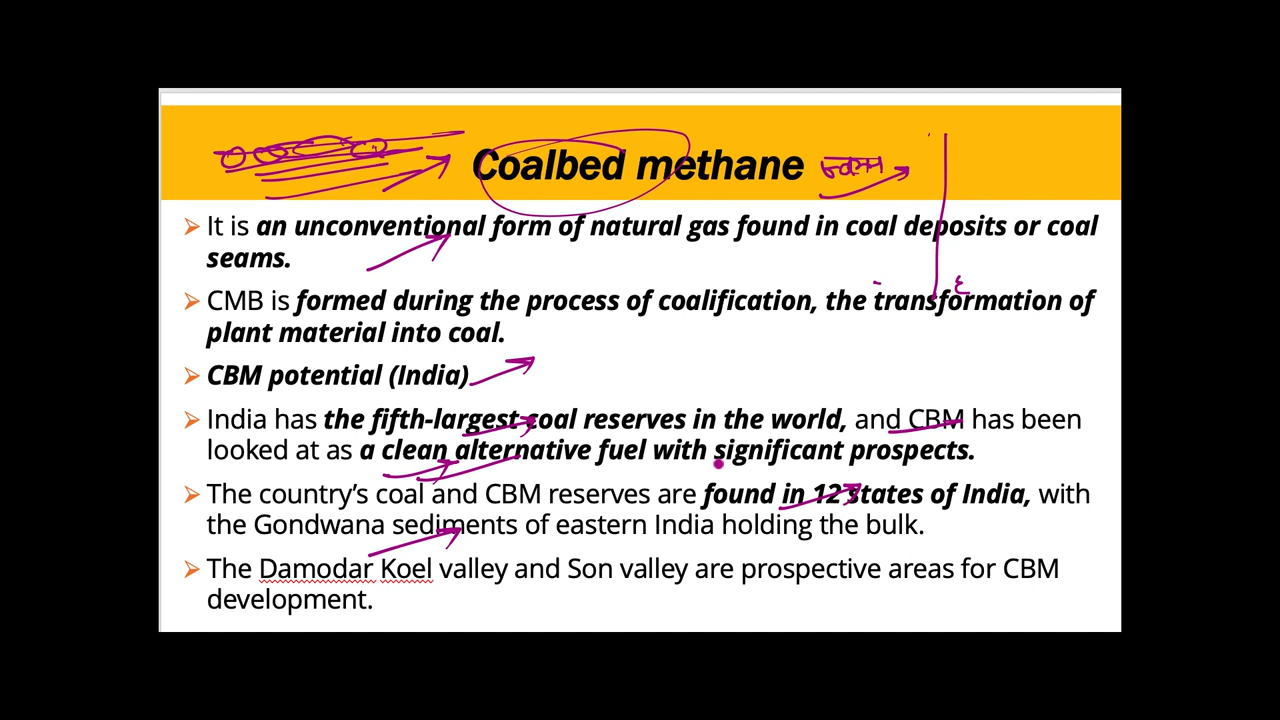 Coalbed methane
➢ It is an unconventional form of natural gas found in coal deposits or coal
seams.
➢ CMB is formed during the process of coalification, the transformation of
plant material into coal.
➢ CBM potential (India)
➢ India has the fifth-largest coal reserves in the world, and CBM has been
looked at as a clean alternative fuel with significant prospects.
➢ The country’s coal and CBM reserves are found in 12 states of India, with
the Gondwana sediments of eastern India holding the bulk.
➢ The Damodar Koel valley and Son valley are prospective areas for CBM
development.